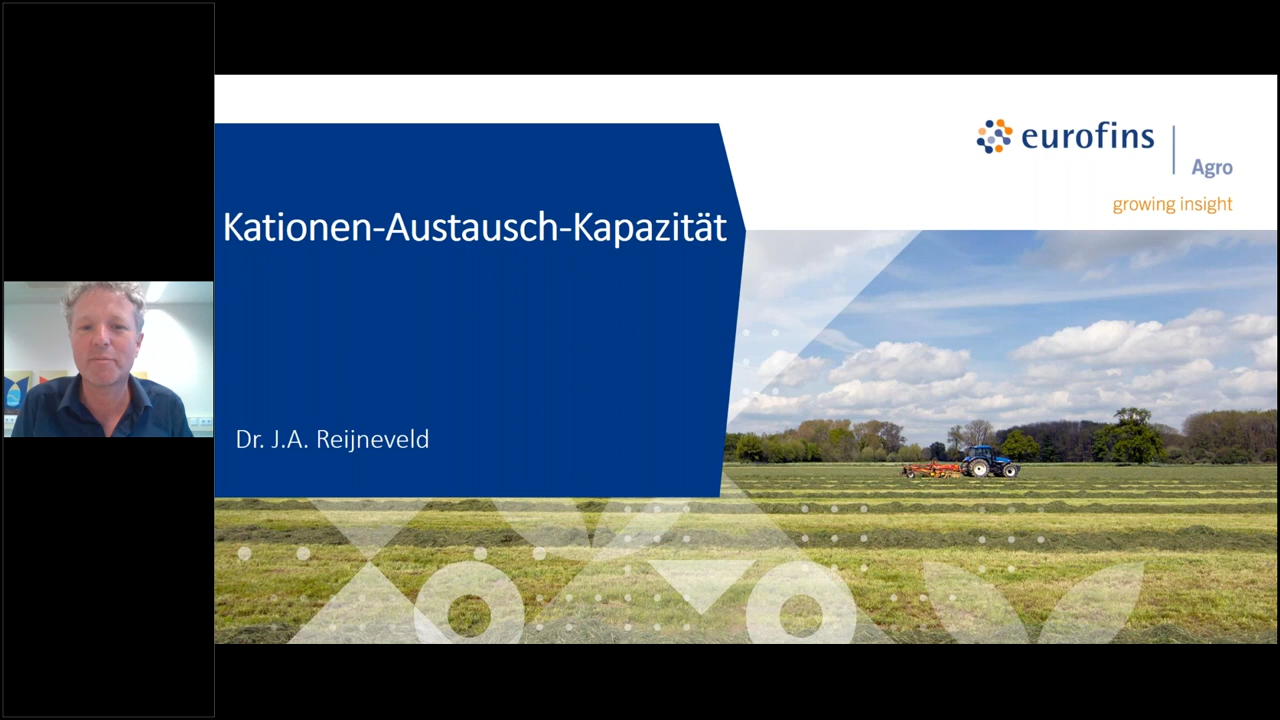 Kationen-Austausch-Kapazität
Dr. J.A. Reijneveld
eurofins
Agro
growing insight